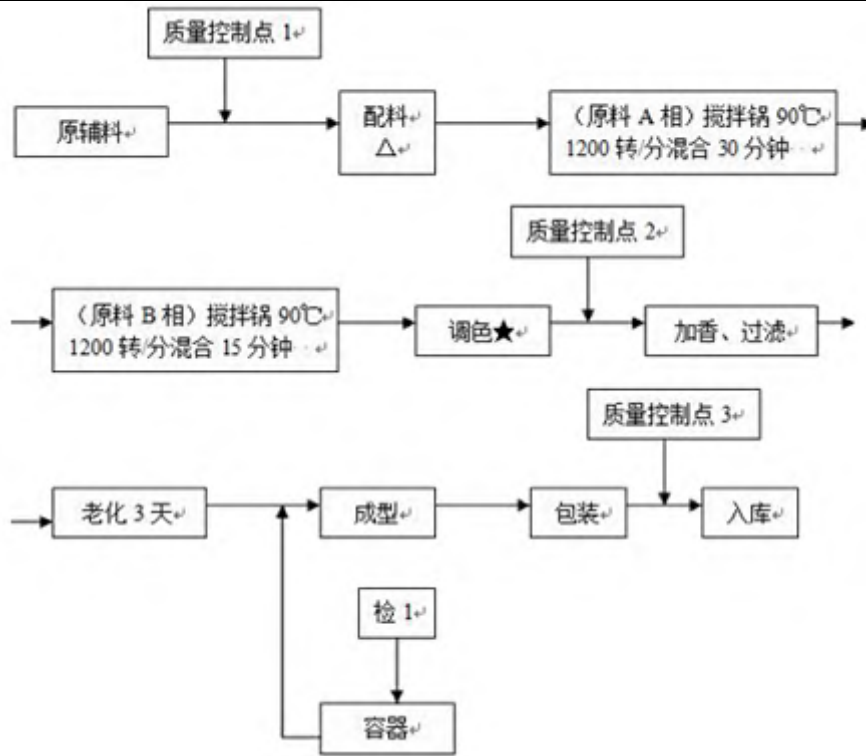 质量控制点 1
原辅料
配料
△
（原料 A 相）搅拌锅 90℃
1200 转/分混合 30 分钟
质量控制点 2
（原料 B 相）搅拌锅 90℃
1200 转/分混合 15 分钟
调色★
加香、过滤
质量控制点 3
老化 3 天
成型
包装
入库
检 1
容器